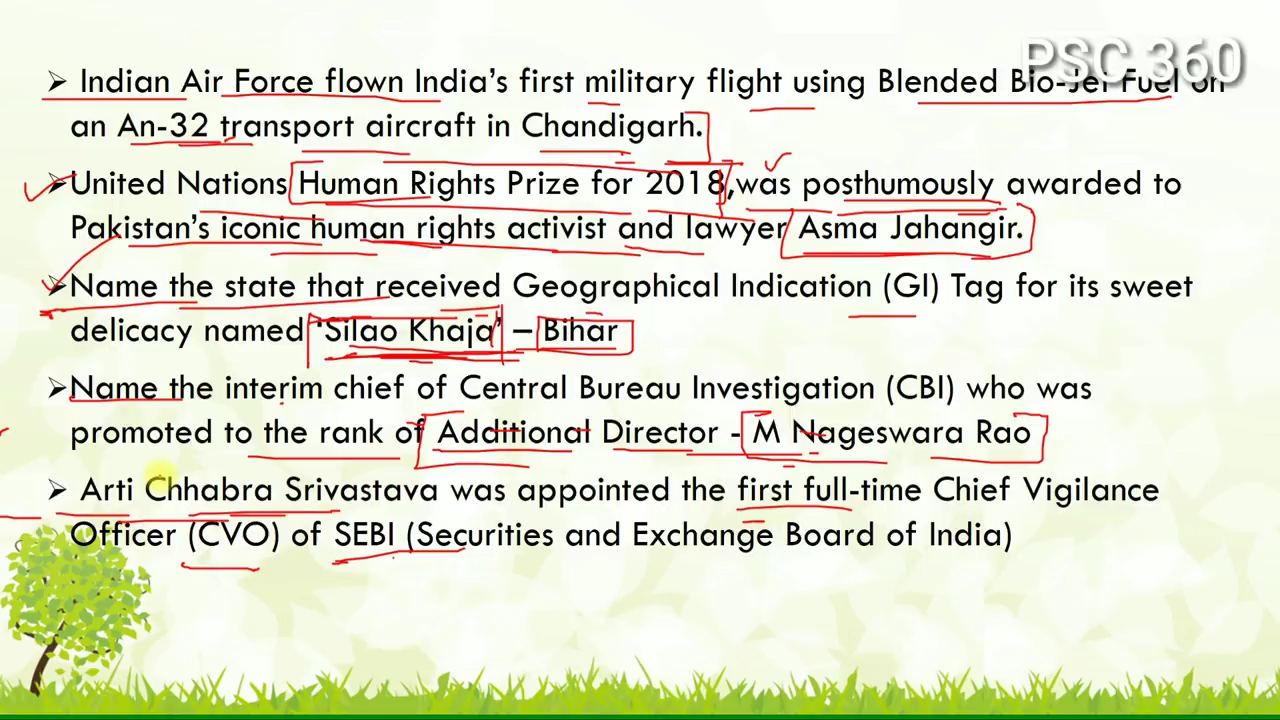 PSC 360
➢ Indian Air Force flown India's first military flight using Blended Bio-Jet Fuel on
an An-32 transport aircraft in Chandigarh.
➢United Nations Human Rights Prize for 2018,was posthumously awarded to
Pakistan's iconic human rights activist and lawyer Asma Jahangir.
➢Name the state that received Geographical Indication (GI) Tag for its sweet
delicacy named 'Silao Khaja' – Bihar
➢Name the interim chief of Central Bureau Investigation (CBI) who was
promoted to the rank of Additional Director - M Nageswara Rao
➢ Arti Chhabra Srivastava was appointed the first full-time Chief Vigilance
Officer (CVO) of SEBI (Securities and Exchange Board of India)